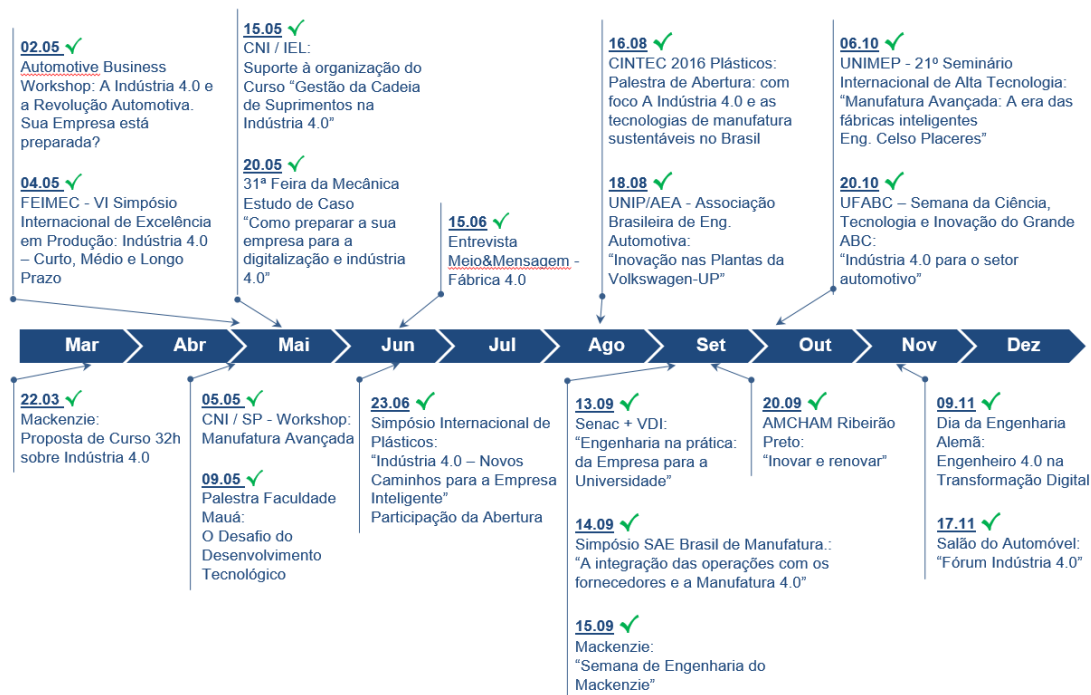 02.05
Automotive Business
Workshop: A Indústria 4.0 e
a Revolução Automotiva.
Sua Empresa está
preparada?
04.05
FEIMEC - VI Simpósio
Internacional de Excelência
em Produção: Indústria 4.0
– Curto, Médio e Longo
Prazo
15.05
CNI / IEL:
Suporte à organização do
Curso “Gestão da Cadeia
de Suprimentos na
Indústria 4.0”
20.05
31ª Feira da Mecânica
Estudo de Caso
“Como preparar a sua
empresa para a
digitalização e indústria
4.0”
15.06
Entrevista
Meio&Mensagem -
Fábrica 4.0
16.08
CINTEC 2016 Plásticos:
Palestra de Abertura: com
foco A Indústria 4.0 e as
tecnologias de manufatura
sustentáveis no Brasil
18.08
UNIP/AEA - Associação
Brasileira de Eng.
Automotiva:
“Inovação nas Plantas da
Volkswagen-UP”
06.10
UNIMEP - 21º Seminário
Internacional de Alta Tecnologia:
“Manufatura Avançada: A era das
fábricas inteligentes
Eng. Celso Placeres”
20.10
UFABC – Semana da Ciência,
Tecnologia e Inovação do Grande
ABC:
“Indústria 4.0 para o setor
automotivo”
Mar Abr Mai Jun Jul Ago Set Out Nov Dez
22.03
Mackenzie:
Proposta de Curso 32h
sobre Indústria 4.0
05.05
CNI / SP - Workshop:
Manufatura Avançada
09.05
Palestra Faculdade
Mauá:
O Desafio do
Desenvolvimento
Tecnológico
23.06
Simpósio Internacional de
Plásticos:
“Indústria 4.0 – Novos
Caminhos para a Empresa
Inteligente”
Participação da Abertura
13.09
Senac + VDI:
“Engenharia na prática:
da Empresa para a
Universidade”
14.09
Simpósio SAE Brasil de Manufatura.:
“A integração das operações com os
fornecedores e a Manufatura 4.0”
15.09
Mackenzie:
“Semana de Engenharia do
Mackenzie”
20.09
AMCHAM Ribeirão
Preto:
“Inovar e renovar”
09.11
Dia da Engenharia
Alemã:
Engenheiro 4.0 na
Transformação Digital
17.11
Salão do Automóvel:
“Fórum Indústria 4.0”